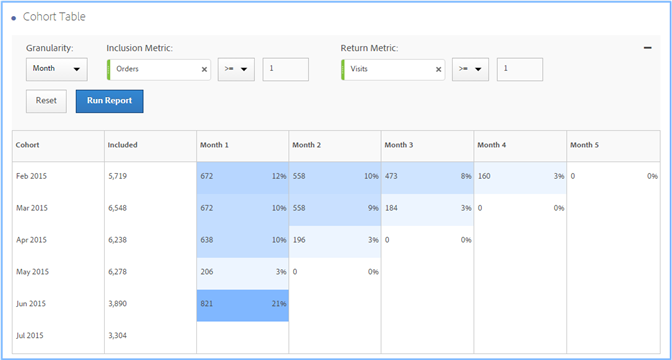 Cohort Table
Granularity: Inclusion Metric: Return Metric:
Month Orders >= 1 Visits >= 1
Reset Run Report
Cohort Included Month 1 Month 2 Month 3 Month 4 Month 5
Feb 2015 5,719 672 12% 558 10% 473 8% 160 3% 0 0%
Mar 2015 6,548 672 10% 558 9% 184 3% 0 0%
Apr 2015 6,238 638 10% 196 3% 0 0%
May 2015 6,278 206 3% 0 0%
Jun 2015 3,890 821 21%
Jul 2015 3,304